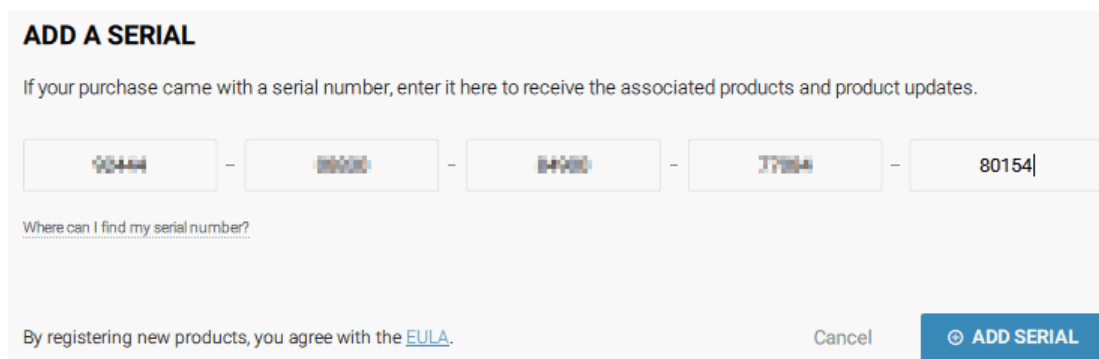 ADD A SERIAL
If your purchase came with a serial number, enter it here to receive the associated products and product updates.
– – – – 80154
Where can I find my serial number?
By registering new products, you agree with the EULA. Cancel ⊕ ADD SERIAL